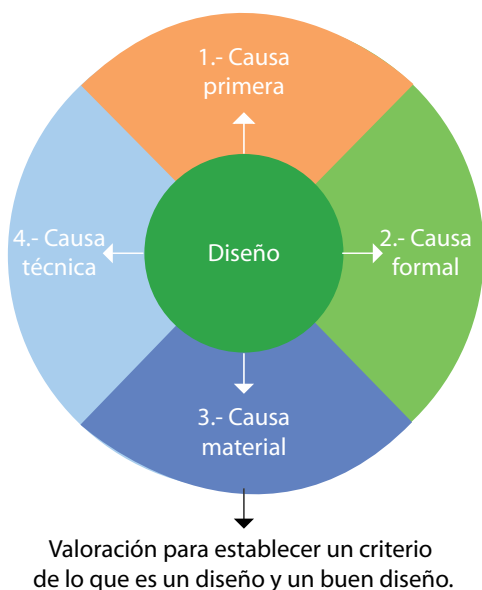 1.- Causa
primera
4.- Causa
técnica
Diseño
2.- Causa
formal
3.- Causa
material
Valoración para establecer un criterio
de lo que es un diseño y un buen diseño.